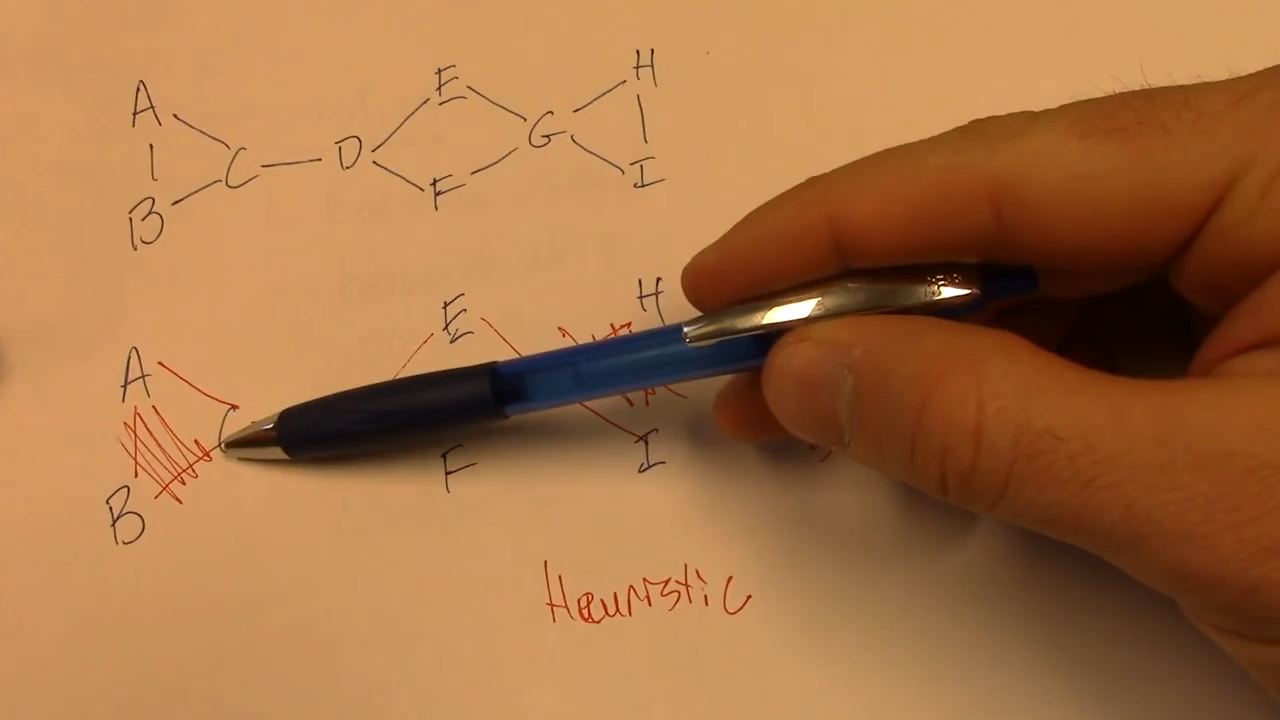 A E H
B C D F G I
E H
A C
B F I
Heuristic